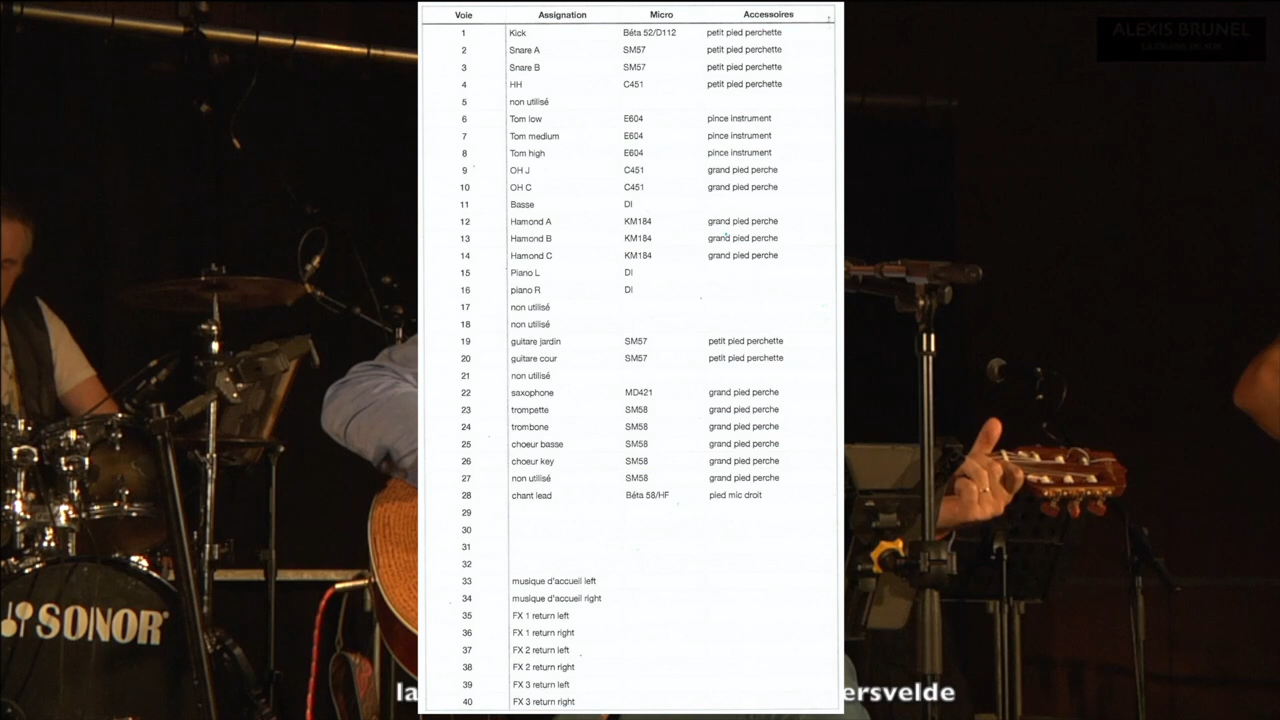 Voie Assignation Micro Accessoires
1 Kick Béta 52/D112 petit pied perchette
2 Snare A SM57 petit pied perchette
3 Snare B SM57 petit pied perchette
4 HH C451 petit pied perchette
5 non utilisé
6 Tom low E604 pince instrument
7 Tom medium E604 pince instrument
8 Tom high E604 pince instrument
9 OH J C451 grand pied perche
10 OH C C451 grand pied perche
11 Basse DI
12 Hamond A KM184 grand pied perche
13 Hamond B KM184 grand pied perche
14 Hamond C KM184 grand pied perche
15 Piano L DI
16 piano R DI
17 non utilisé
18 non utilisé
19 guitare jardin SM57 petit pied perchette
20 guitare cour SM57 petit pied perchette
21 non utilisé
22 saxophone MD421 grand pied perche
23 trompette SM58 grand pied perche
24 trombone SM58 grand pied perche
25 choeur basse SM58 grand pied perche
26 choeur key SM58 grand pied perche
27 non utilisé SM58 grand pied perche
28 chant lead Béta 58/HF pied mic droit
29
30
31
32
33 musique d'accueil left
34 musique d'accueil right
35 FX 1 return left
36 FX 1 return right
37 FX 2 return left
38 FX 2 return right
39 FX 3 return left
40 FX 3 return right
ALEXIS BRUNEL
SONOR
la
ersvelde